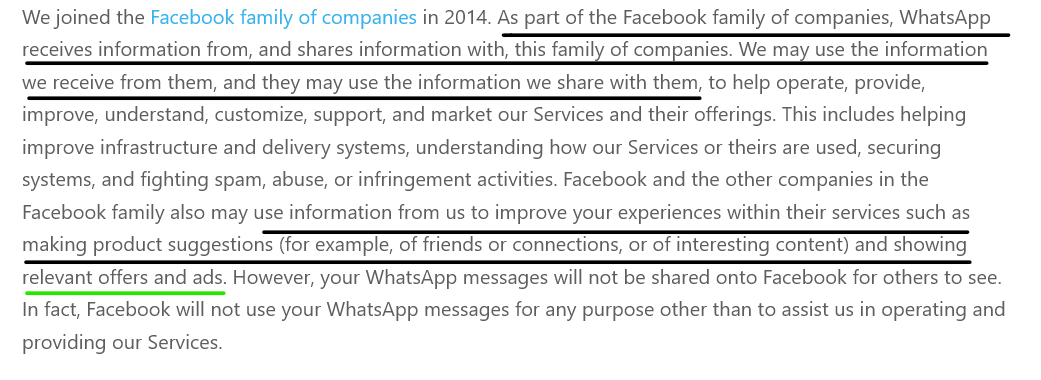 We joined the Facebook family of companies in 2014. As part of the Facebook family of companies, WhatsApp
receives information from, and shares information with, this family of companies. We may use the information
we receive from them, and they may use the information we share with them, to help operate, provide,
improve, understand, customize, support, and market our Services and their offerings. This includes helping
improve infrastructure and delivery systems, understanding how our Services or theirs are used, securing
systems, and fighting spam, abuse, or infringement activities. Facebook and the other companies in the
Facebook family also may use information from us to improve your experiences within their services such as
making product suggestions (for example, of friends or connections, or of interesting content) and showing
relevant offers and ads. However, your WhatsApp messages will not be shared onto Facebook for others to see.
In fact, Facebook will not use your WhatsApp messages for any purpose other than to assist us in operating and
providing our Services.